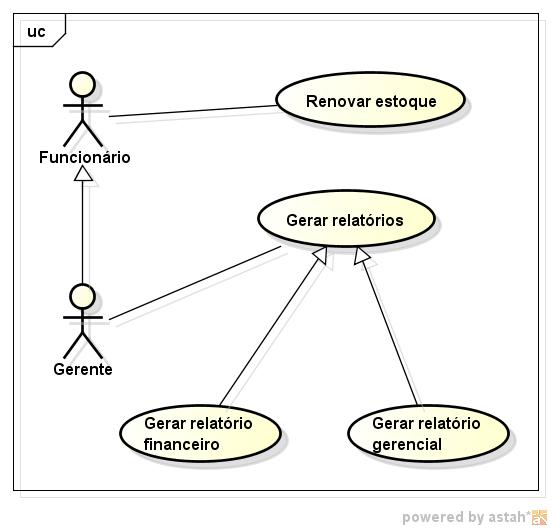 uc
Renovar estoque
Funcionário
Gerar relatórios
Gerente
Gerar relatório
financeiro
Gerar relatório
gerencial
powered by astah*